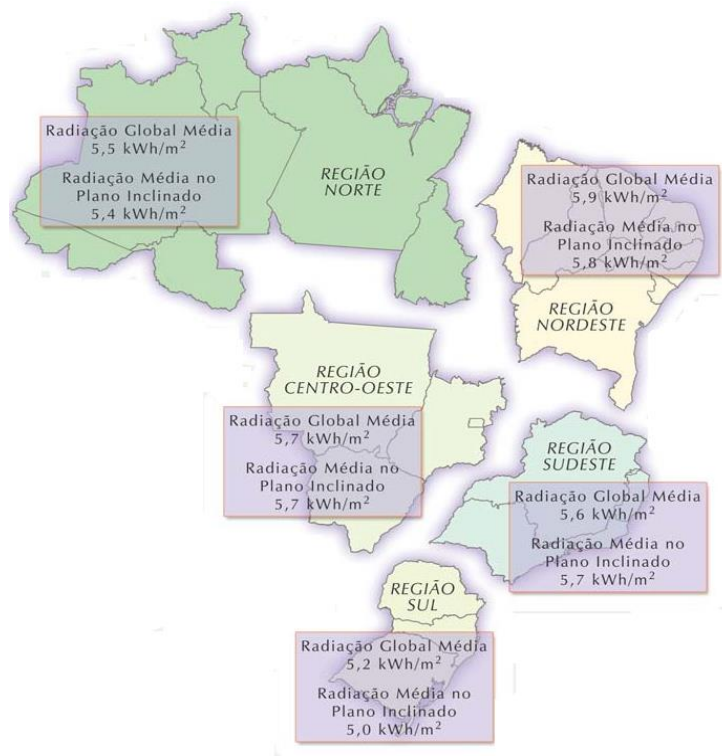 Radiação Global Média
5,5 kWh/m²
Radiação Média no
Plano Inclinado
5,4 kWh/m²
REGIÃO
NORTE
Radiação Global Média
5,9 kWh/m²
Radiação Média no
Plano Inclinado
5,8 kWh/m²
REGIÃO
NORDESTE
REGIÃO
CENTRO-OESTE
Radiação Global Média
5,7 kWh/m²
Radiação Média no
Plano Inclinado
5,7 kWh/m²
REGIÃO
SUDESTE
Radiação Global Média
5,6 kWh/m²
Radiação Média no
Plano Inclinado
5,7 kWh/m²
REGIÃO
SUL
Radiação Global Média
5,2 kWh/m²
Radiação Média no
Plano Inclinado
5,0 kWh/m²